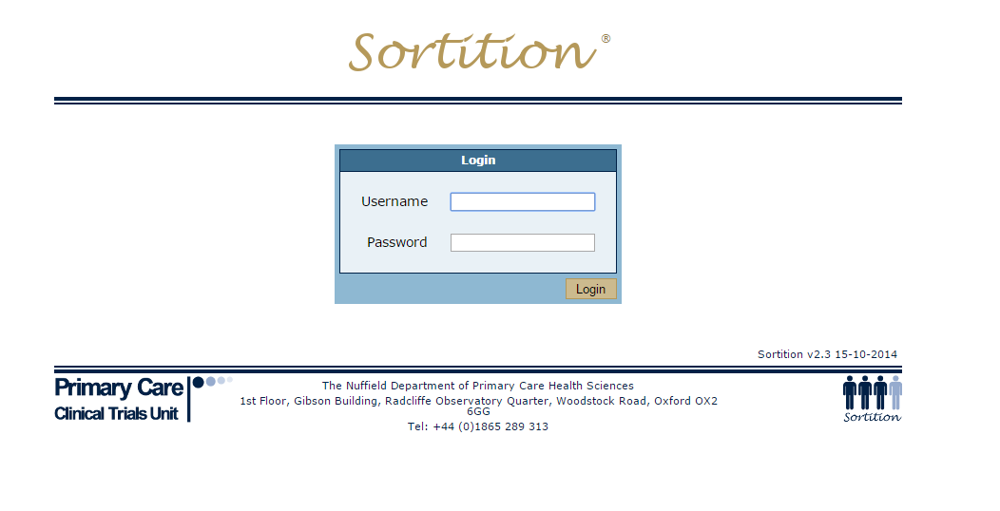 Sortition®
Login
Username
Password
Login
Sortition v2.3 15-10-2014
Primary Care
Clinical Trials Unit
The Nuffield Department of Primary Care Health Sciences
1st Floor, Gibson Building, Radcliffe Observatory Quarter, Woodstock Road, Oxford OX2
6GG
Tel: +44 (0)1865 289 313
Sortition